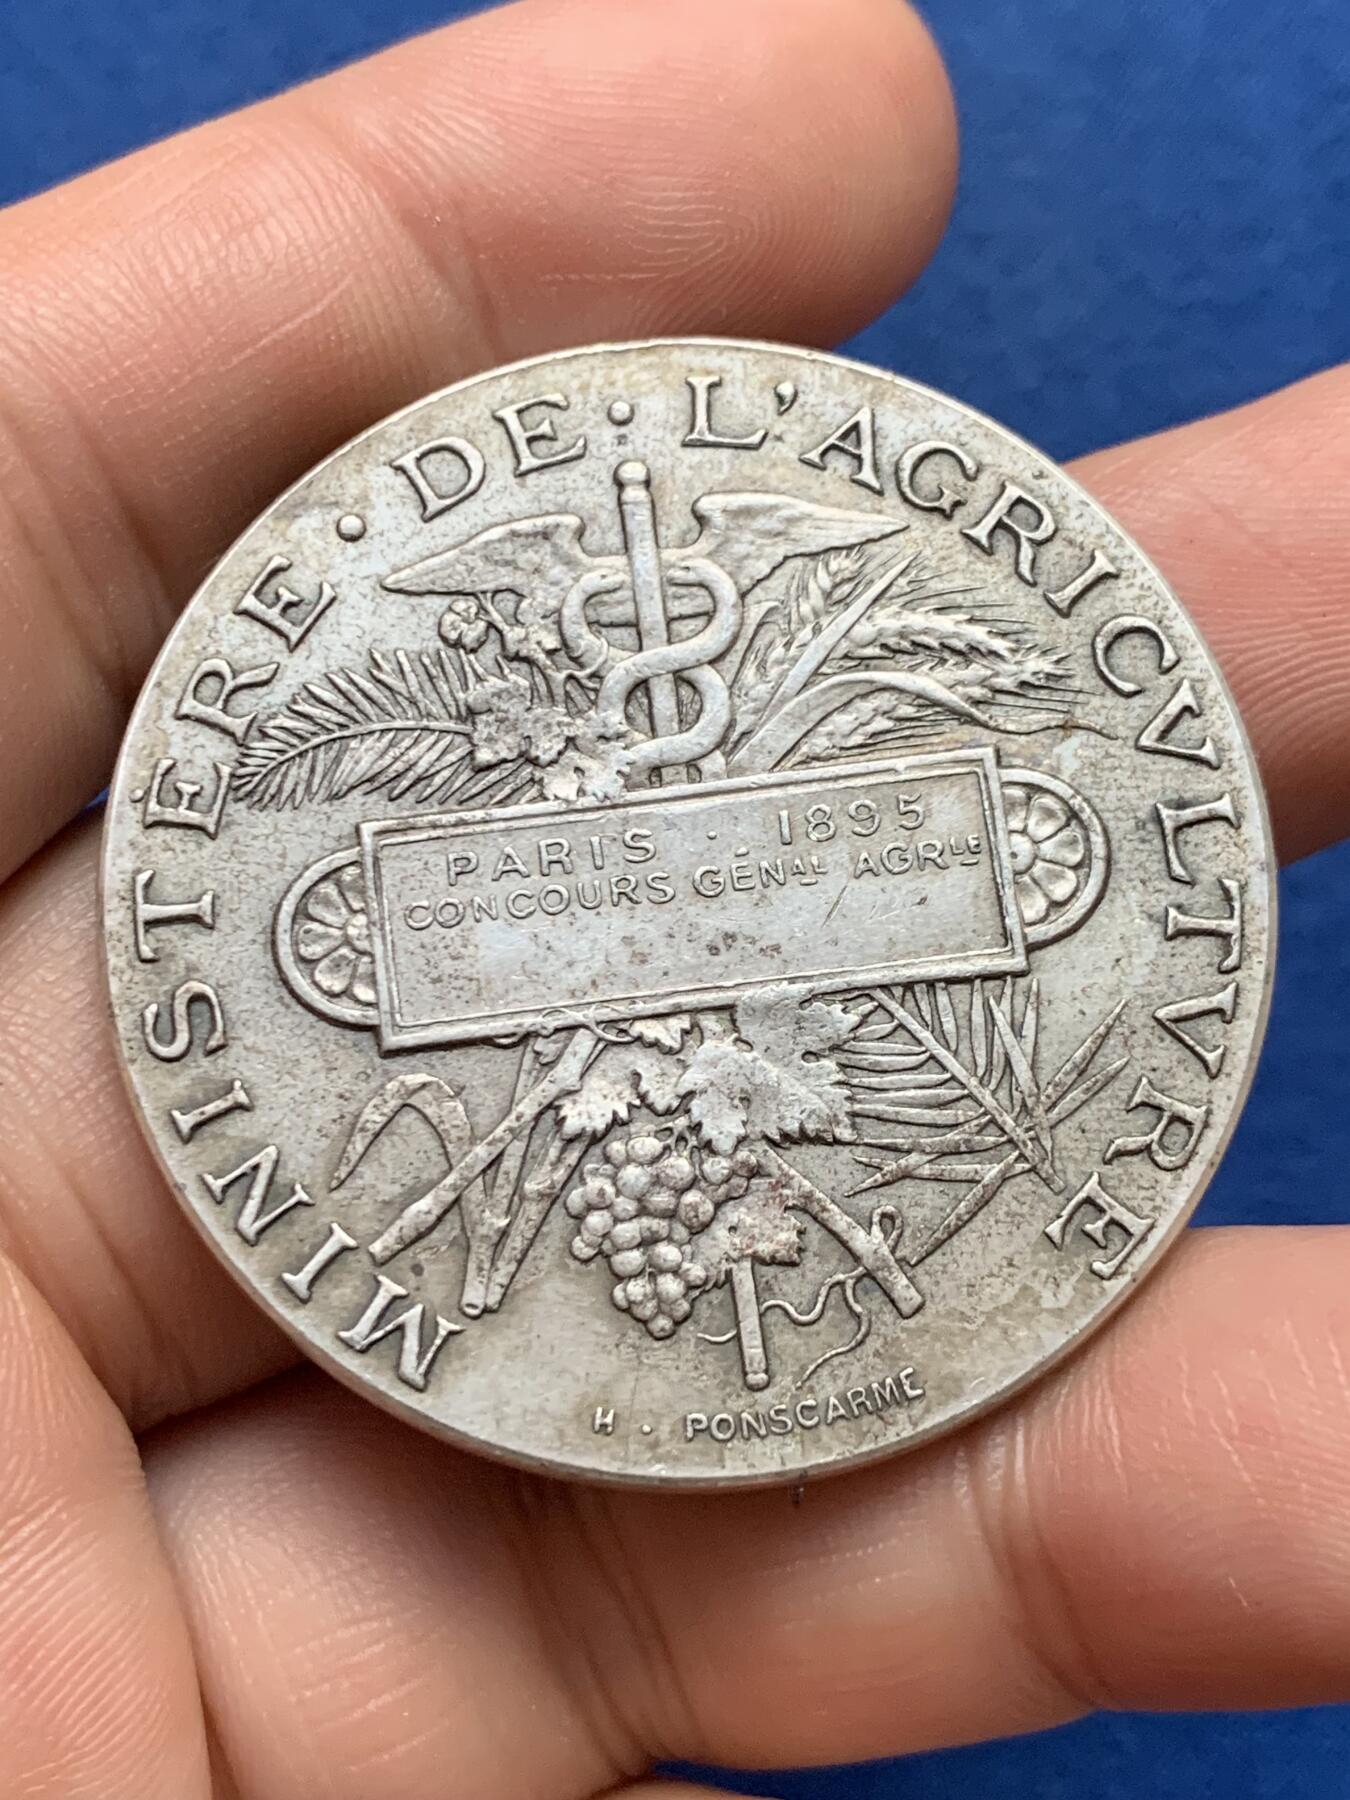 MINISTÈRE · DE · L'AGRICVLTVRE
PARIS · 1895
CONCOURS GÉNAL AGRLE
H · PONSCARME